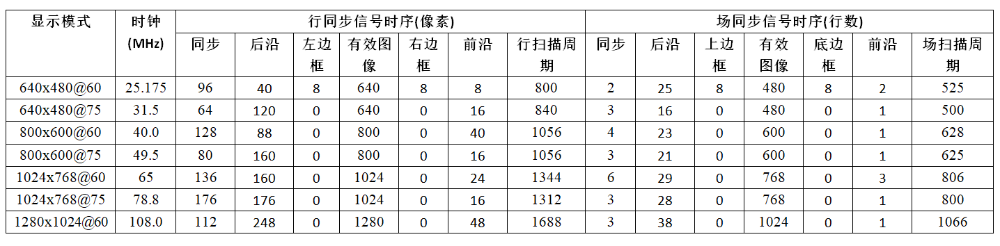 显示模式 时钟(MHz) 行同步信号时序(像素) 场同步信号时序(行数)
同步 后沿 左边框 有效图像 右边框 前沿 行扫描周期 同步 后沿 上边框 有效图像 底边框 前沿 场扫描周期
640x480@60 25.175 96 40 8 640 8 8 800 2 25 8 480 8 2 525
640x480@75 31.5 64 120 0 640 0 16 840 3 16 0 480 0 1 500
800x600@60 40.0 128 88 0 800 0 40 1056 4 23 0 600 0 1 628
800x600@75 49.5 80 160 0 800 0 16 1056 3 21 0 600 0 1 625
1024x768@60 65 136 160 0 1024 0 24 1344 6 29 0 768 0 3 806
1024x768@75 78.8 176 176 0 1024 0 16 1312 3 28 0 768 0 1 800
1280x1024@60 108.0 112 248 0 1280 0 48 1688 3 38 0 1024 0 1 1066